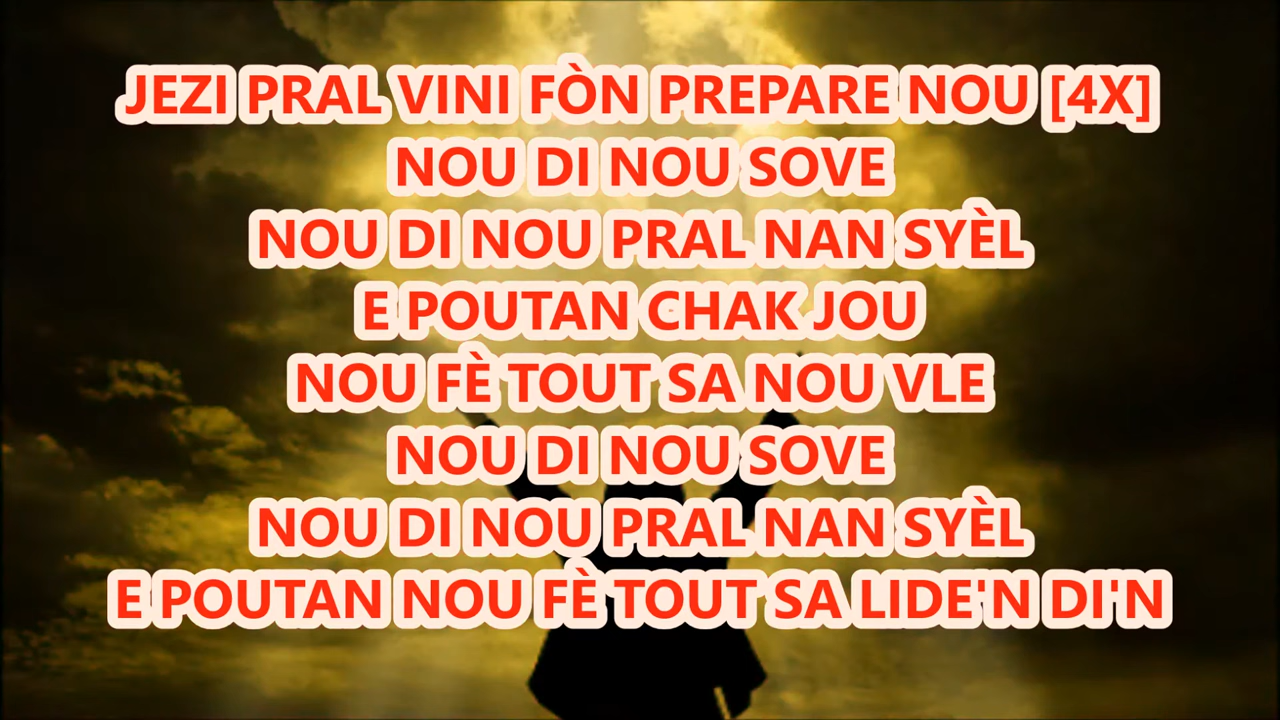 JEZI PRAL VINI FÒN PREPARE NOU [4X]
NOU DI NOU SOVE
NOU DI NOU PRAL NAN SYÈL
E POUTAN CHAK JOU
NOU FÈ TOUT SA NOU VLE
NOU DI NOU SOVE
NOU DI NOU PRAL NAN SYÈL
E POUTAN NOU FÈ TOUT SA LIDE'N DI'N